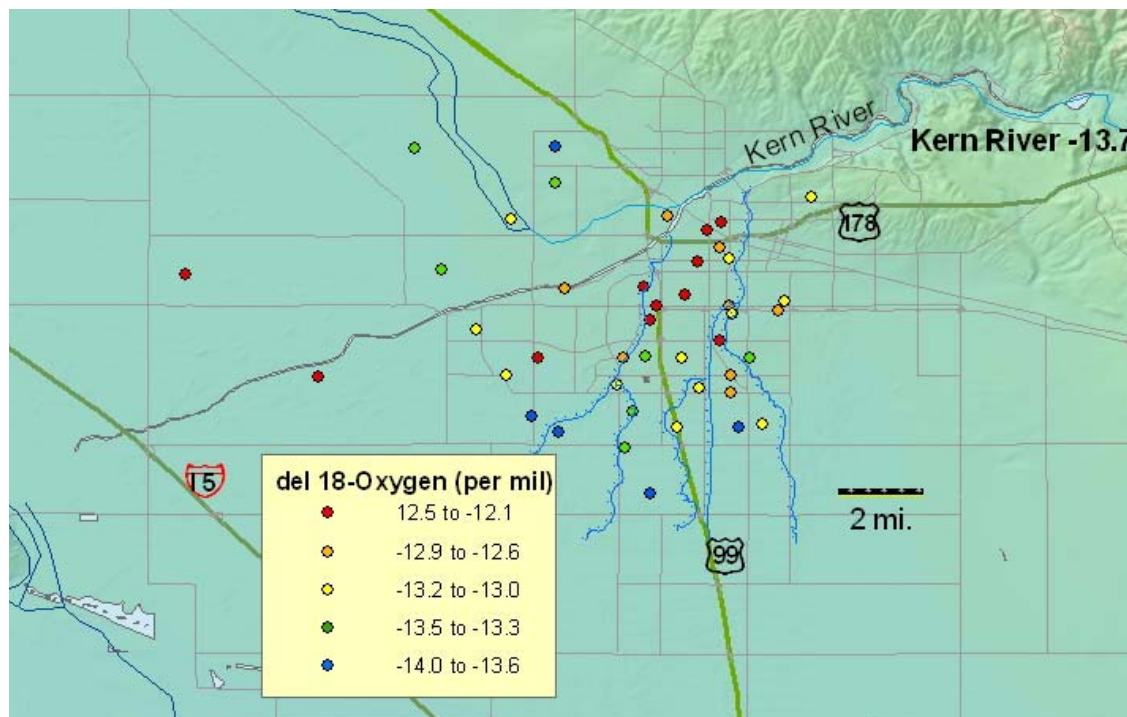 Kern River
Kern River -13.7
178
15
99
2 mi.
del 18-Oxygen (per mil)
12.5 to -12.1
-12.9 to -12.6
-13.2 to -13.0
-13.5 to -13.3
-14.0 to -13.6